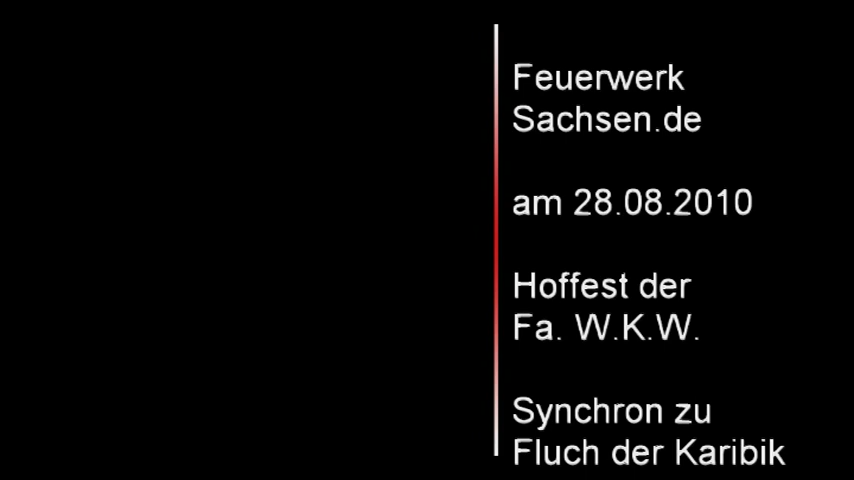 Feuerwerk
Sachsen.de
am 28.08.2010
Hoffest der
Fa. W.K.W.
Synchron zu
Fluch der Karibik